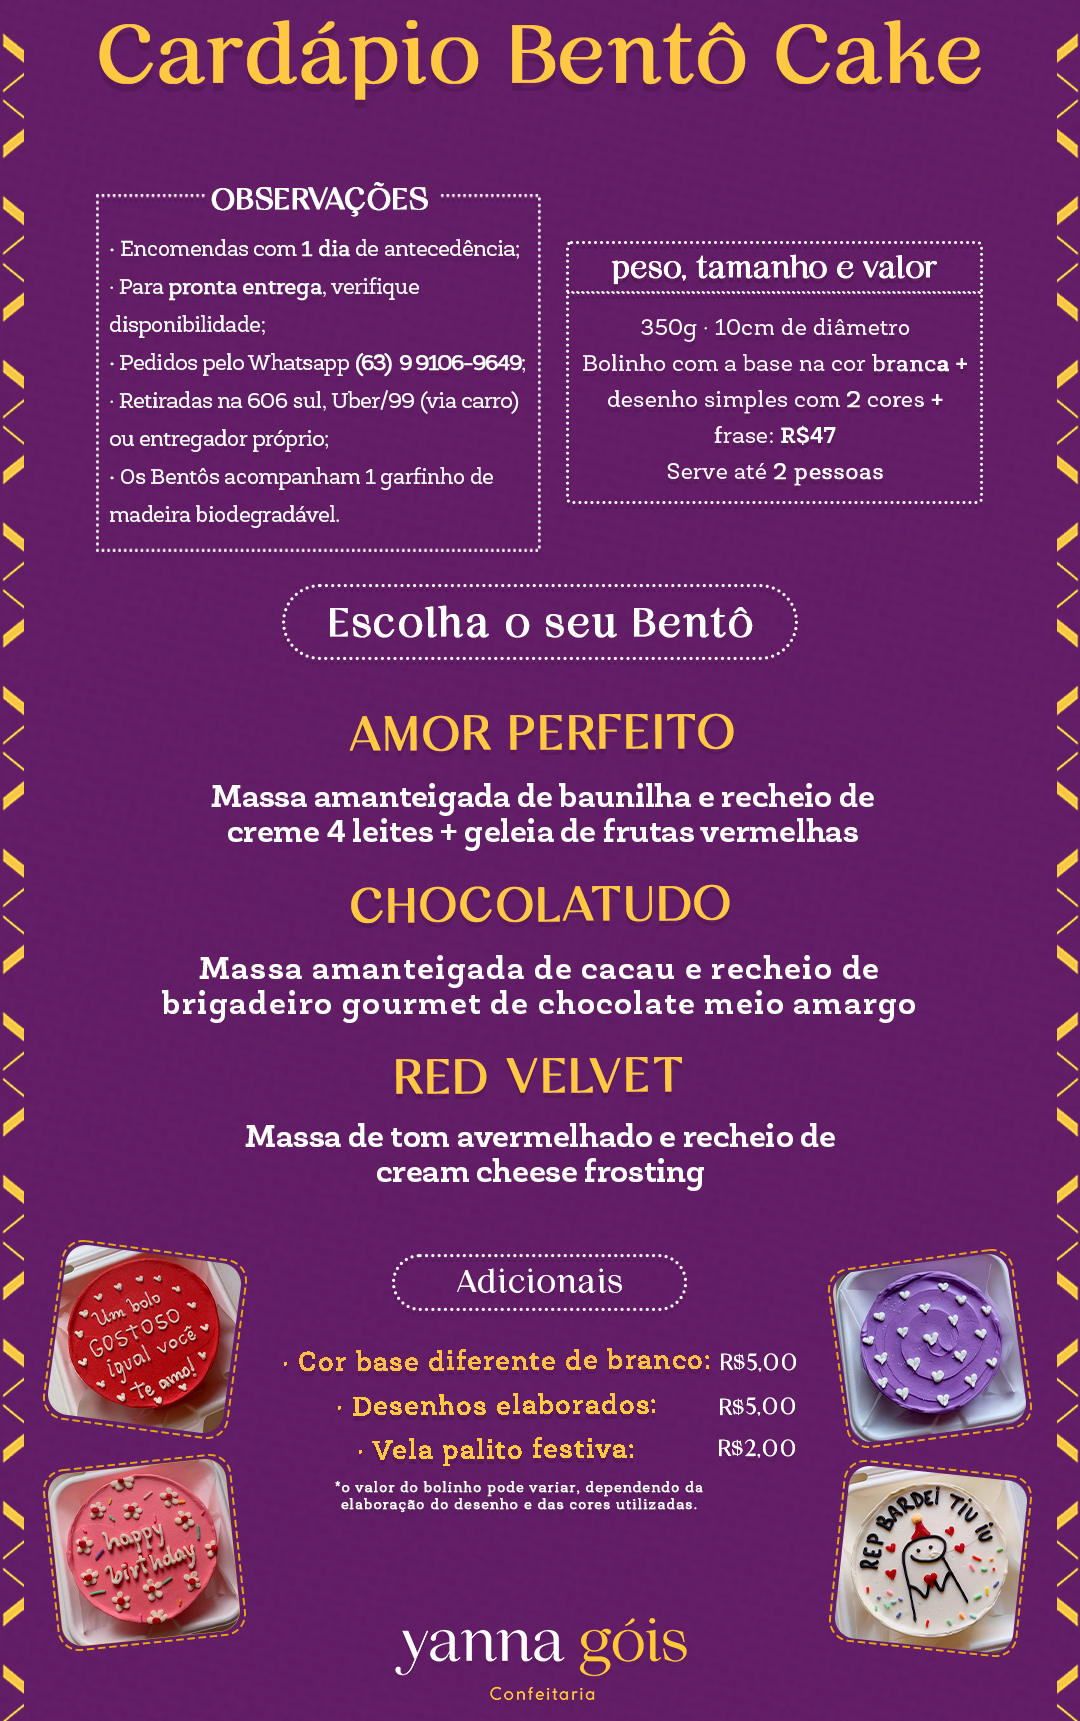 Cardápio Bentô Cake
OBSERVAÇÕES
· Encomendas com 1 dia de antecedência;
· Para pronta entrega, verifique
disponibilidade;
· Pedidos pelo Whatsapp (63) 9 9106-9649;
· Retiradas na 606 sul, Uber/99 (via carro)
ou entregador próprio;
· Os Bentôs acompanham 1 garfinho de
madeira biodegradável.
peso, tamanho e valor
350g · 10cm de diâmetro
Bolinho com a base na cor branca +
desenho simples com 2 cores +
frase: R$47
Serve até 2 pessoas
Escolha o seu Bentô
AMOR PERFEITO
Massa amanteigada de baunilha e recheio de
creme 4 leites + geleia de frutas vermelhas
CHOCOLATUDO
Massa amanteigada de cacau e recheio de
brigadeiro gourmet de chocolate meio amargo
RED VELVET
Massa de tom avermelhado e recheio de
cream cheese frosting
Um bolo
GOSTOSO
igual você
te amo!
Adicionais
· Cor base diferente de branco: R$5,00
· Desenhos elaborados: R$5,00
· Vela palito festiva: R$2,00
*o valor do bolinho pode variar, dependendo da
elaboração do desenho e das cores utilizadas.
happy
birthday
REP BARDEI TIU IU
yanna góis
Confeitaria